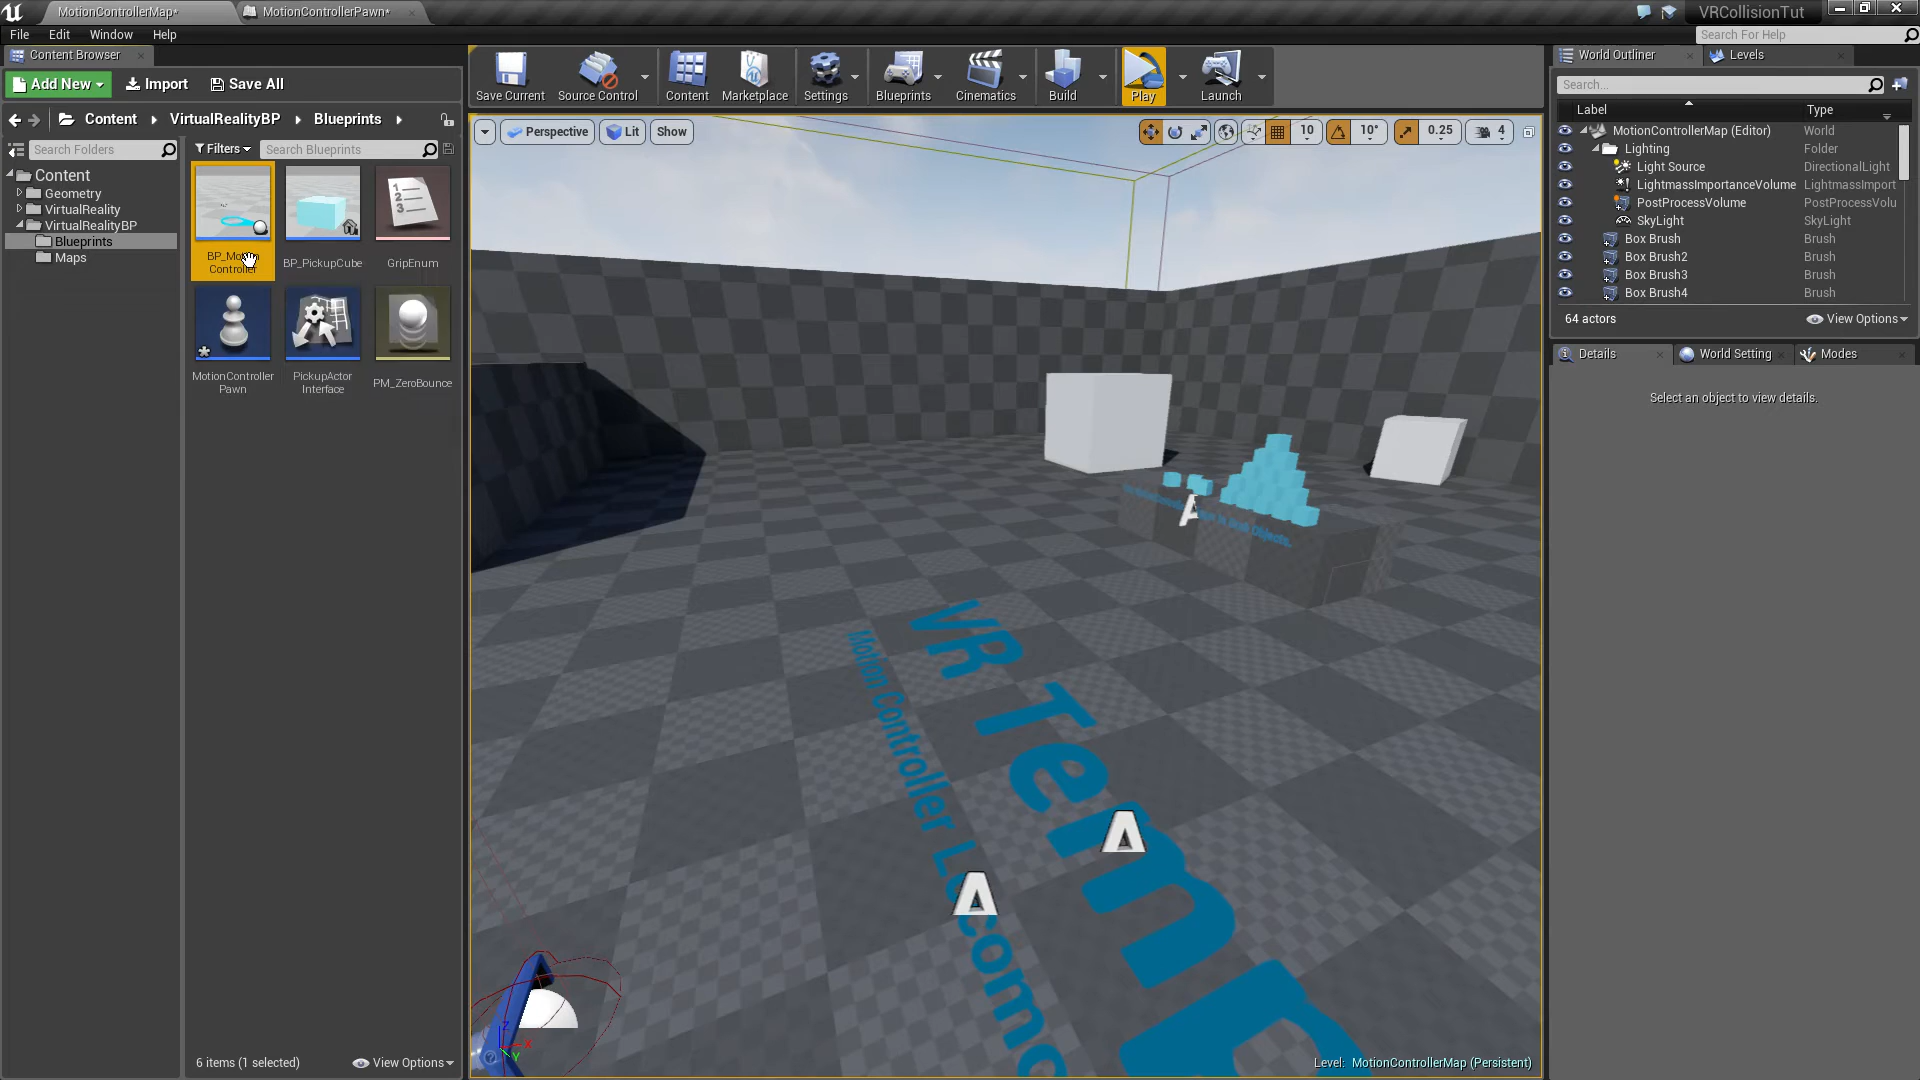 MotionControllerMap*
MotionControllerPawn*
VRCollisionTut
File Edit Window Help
Search For Help
Content Browser
Add New Import Save All
Content VirtualRealityBP Blueprints
Search Folders
Filters Search Blueprints
Content
Geometry
VirtualReality
VirtualRealityBP
Blueprints
Maps
Controller
BP_PickupCube
GripEnum
MotionController
Pawn
PickupActor
Interface
PM_ZeroBounce
6 items (1 selected) View Options
Save Current Source Control Content Marketplace Settings Blueprints Cinematics Build Play Launch
Perspective Lit Show
10 10° 0.25 4
VR Temp
Motion Controller Locomo
Level: MotionControllerMap (Persistent)
World Outliner Levels
Search...
Label Type
MotionControllerMap (Editor) World
Lighting Folder
Light Source DirectionalLight
LightmassImportanceVolume LightmassImport
PostProcessVolume PostProcessVolu
SkyLight SkyLight
Box Brush Brush
Box Brush2 Brush
Box Brush3 Brush
Box Brush4 Brush
64 actors View Options
Details World Setting Modes
Select an object to view details.